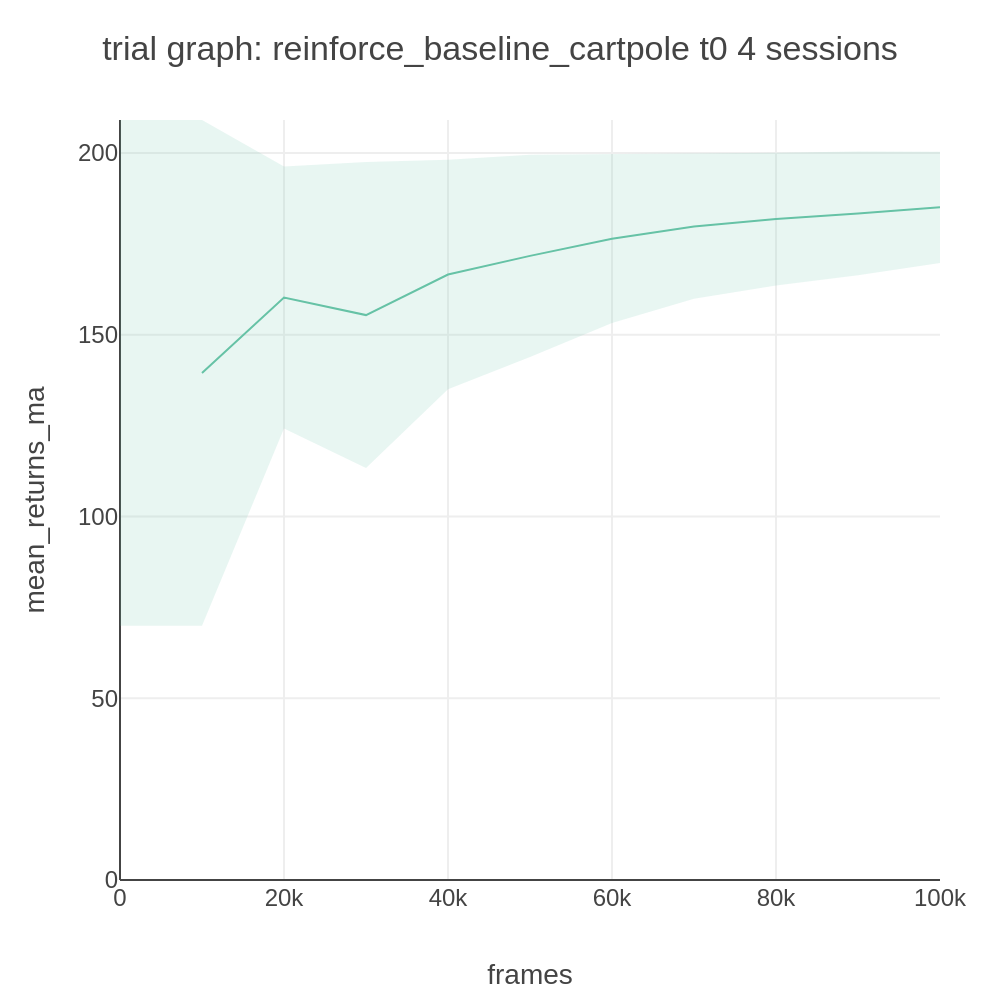 trial graph: reinforce_baseline_cartpole t0 4 sessions
200
150
100
50
0
mean_returns_ma
0 20k 40k 60k 80k 100k
frames